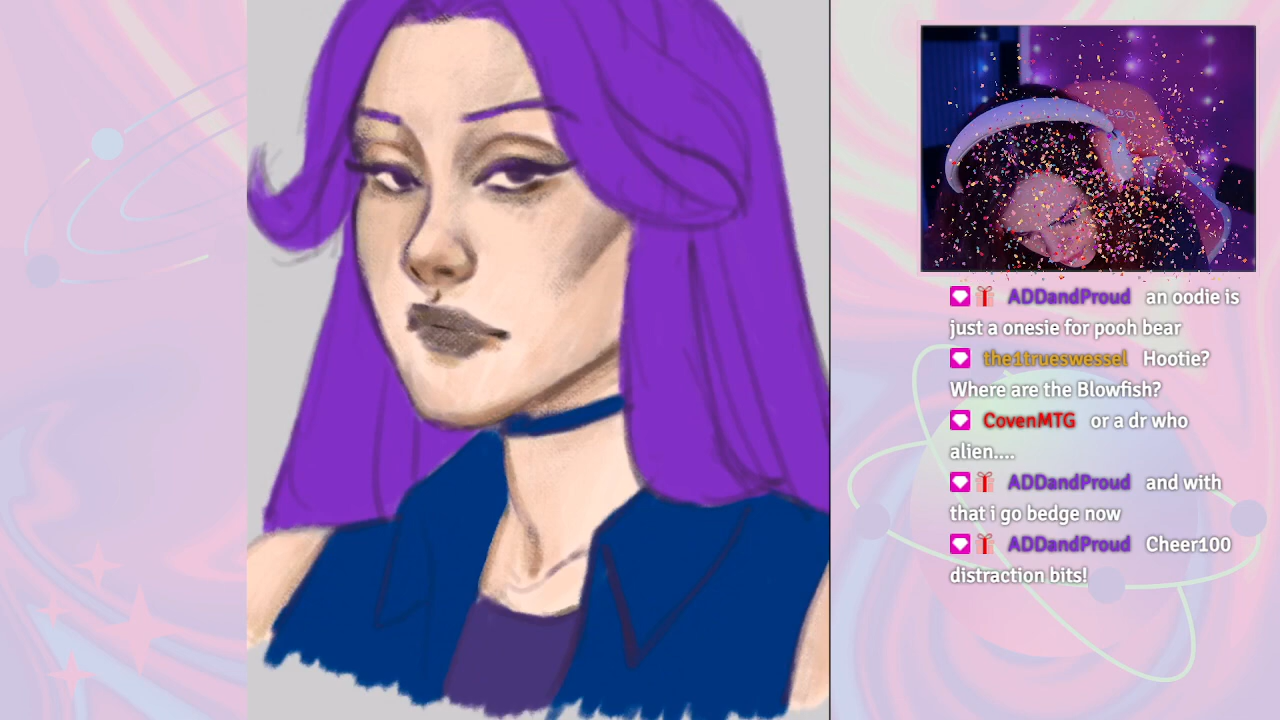 ADDandProud an oodie is
just a onesie for pooh bear
the1trueswessel Hootie?
Where are the Blowfish?
CovenMTG or a dr who
alien....
ADDandProud and with
that i go bedge now
ADDandProud Cheer100
distraction bits!